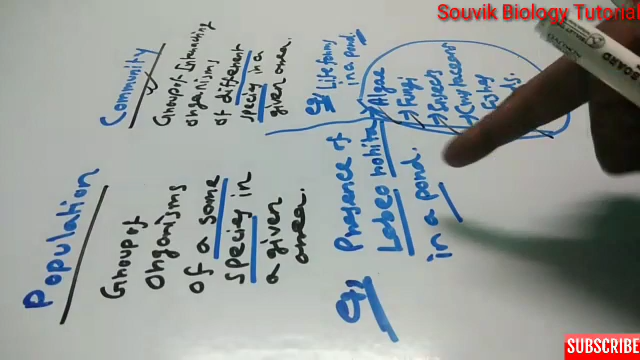 Souvik Biology Tutorial
Population
Group of
organisms
of a same
species in
a given
area.
eg, Presence of
Labeo rohita
in a pond.
Community
Group of Interacting
organisms
of different
species in a
given area.
eg Life forms
in a pond.
→ Algae
→ Fungi
→ Insects
→ Crustacean
Fishes
SUBSCRIBE